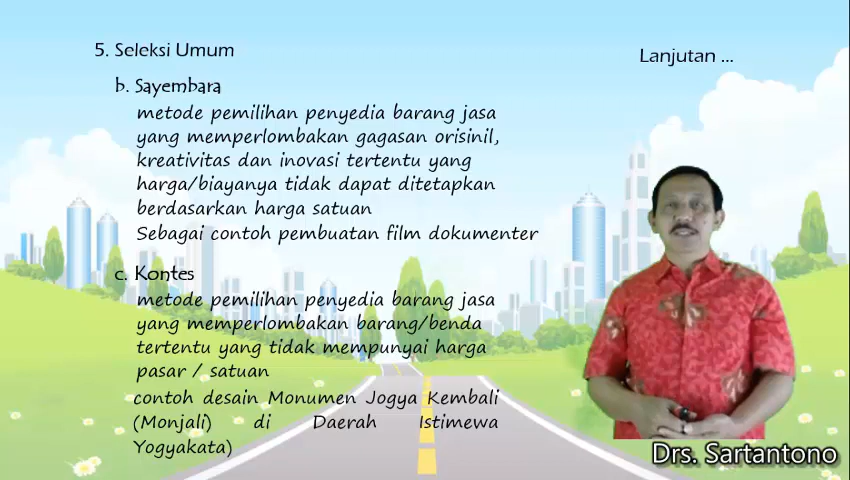 5. Seleksi Umum
Lanjutan ...
b. Sayembara
metode pemilihan penyedia barang jasa
yang memperlombakan gagasan orisinil,
kreativitas dan inovasi tertentu yang
harga/biayanya tidak dapat ditetapkan
berdasarkan harga satuan
Sebagai contoh pembuatan film dokumenter
c. Kontes
metode pemilihan penyedia barang jasa
yang memperlombakan barang/benda
tertentu yang tidak mempunyai harga
pasar / satuan
contoh desain Monumen Jogya Kembali
(Monjali) di Daerah Istimewa
Yogyakata)
Drs. Sartantono